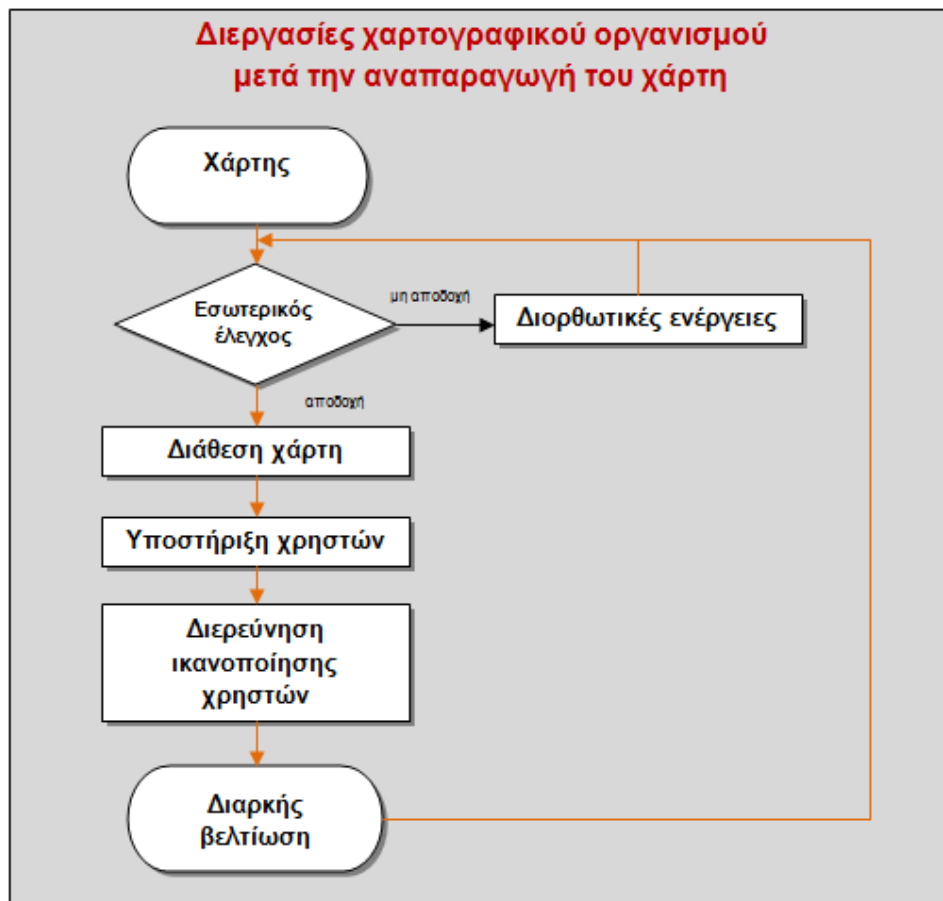 Διεργασίες χαρτογραφικού οργανισμού
μετά την αναπαραγωγή του χάρτη
Χάρτης
Εσωτερικός
έλεγχος
μη αποδοχή
Διορθωτικές ενέργειες
αποδοχή
Διάθεση χάρτη
Υποστήριξη χρηστών
Διερεύνηση
ικανοποίησης
χρηστών
Διαρκής
βελτίωση